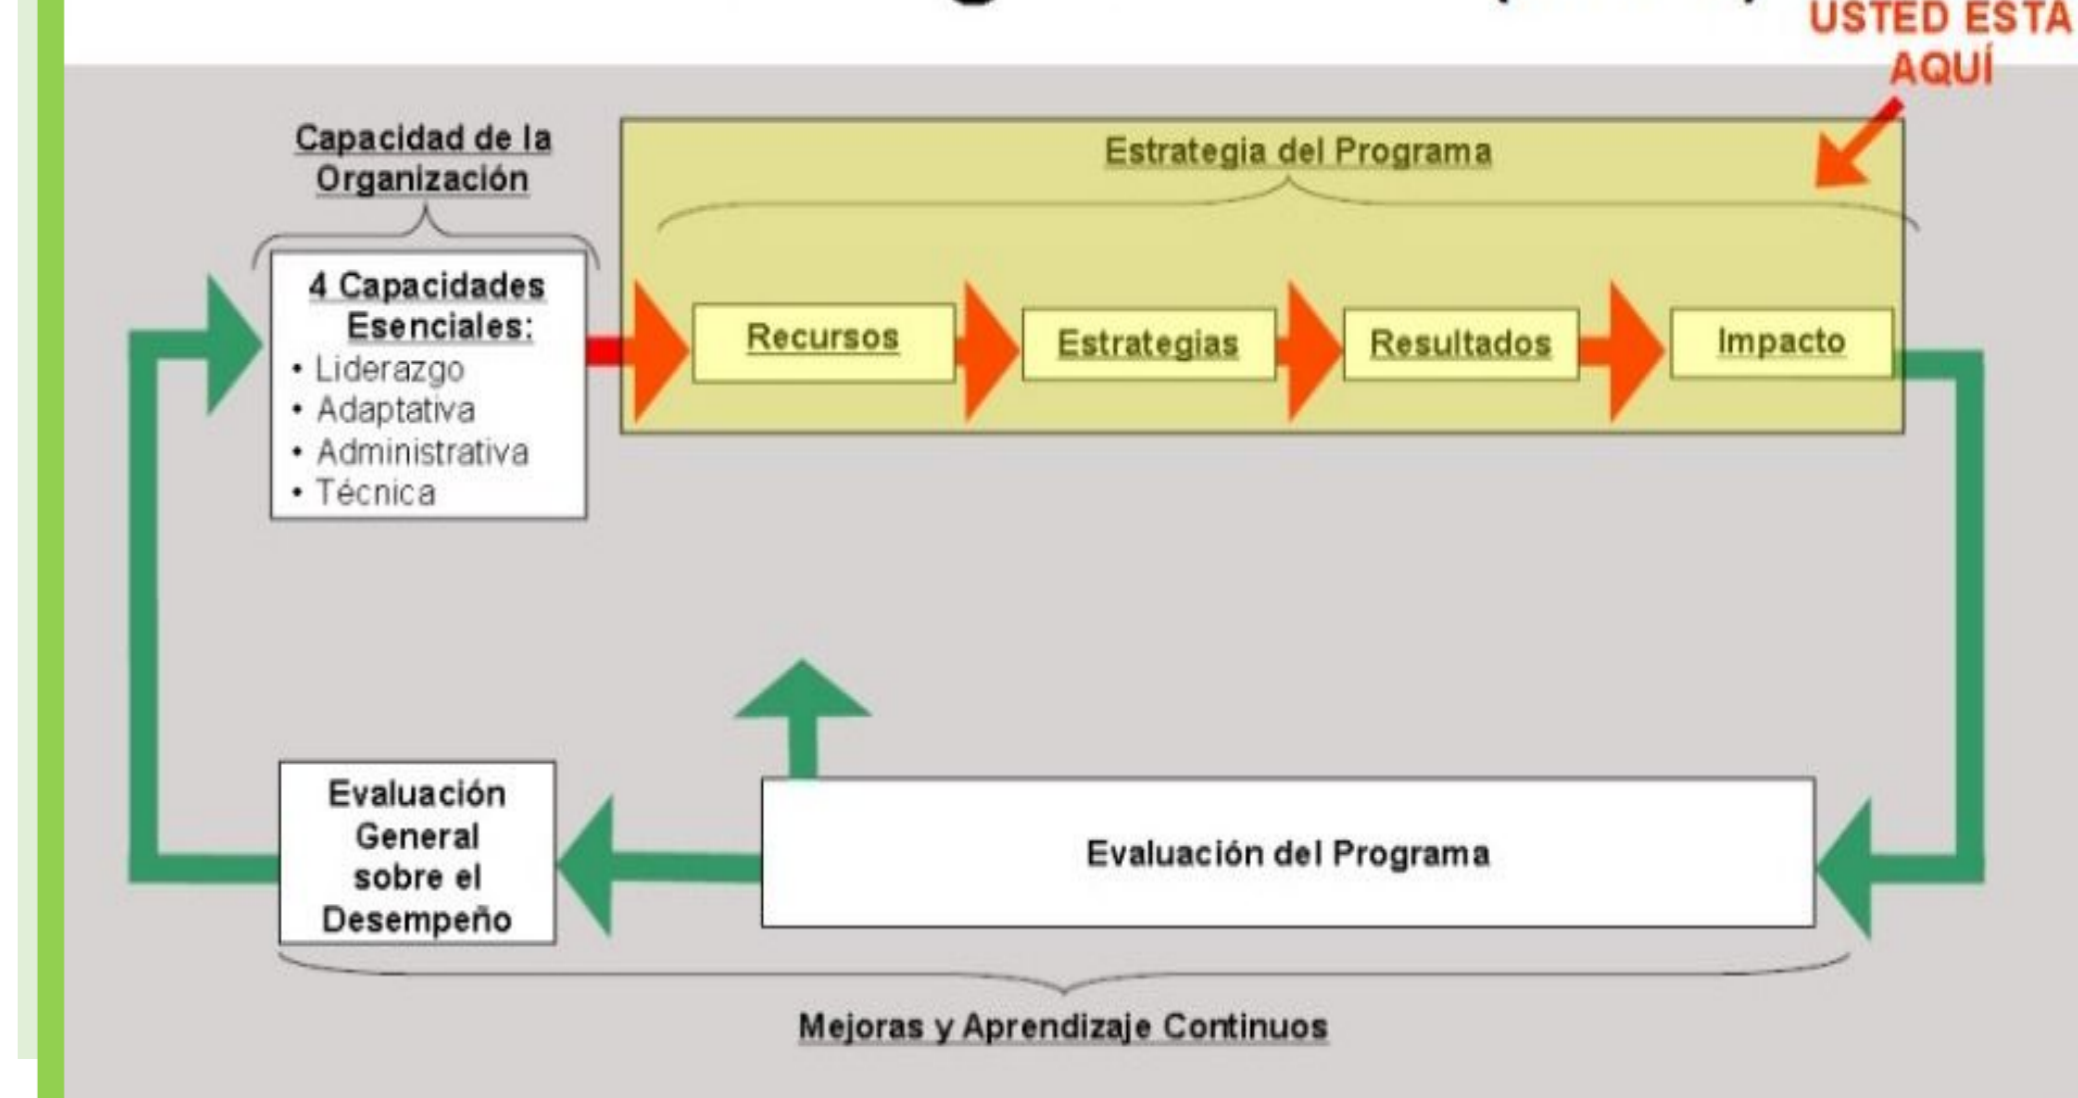 USTED ESTA
AQUÍ
Capacidad de la
Organización
Estrategia del Programa
4 Capacidades
Esenciales:
• Liderazgo
• Adaptativa
• Administrativa
• Técnica
Recursos
Estrategias
Resultados
Impacto
Evaluación
General
sobre el
Desempeño
Evaluación del Programa
Mejoras y Aprendizaje Continuos